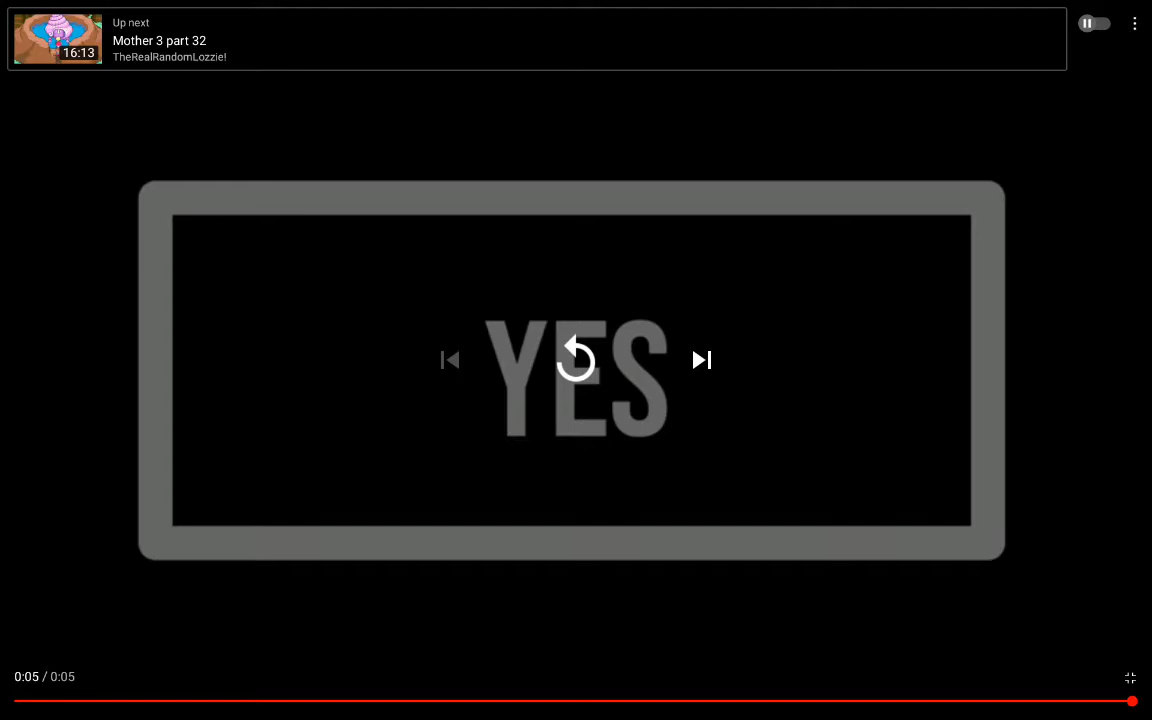 Up next
Mother 3 part 32
TheRealRandomLozzie!
16:13
YES
0:05 / 0:05